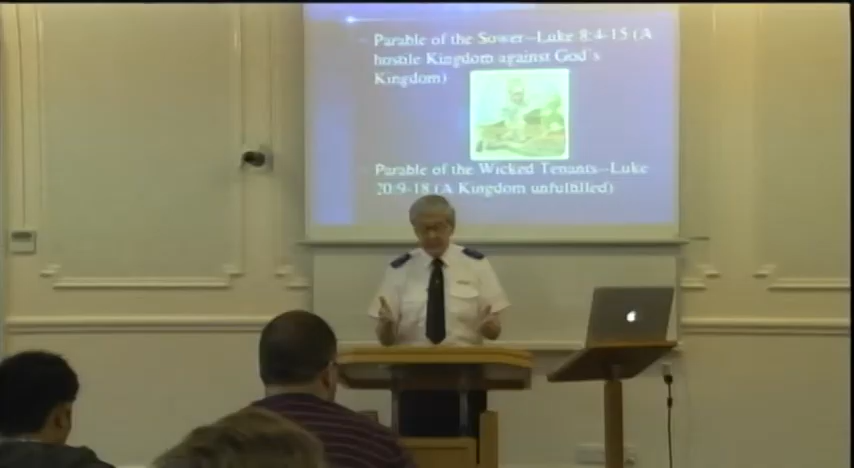 Parable of the Sower–Luke 8:4-15 (A
hostile Kingdom against God's
Kingdom)
Parable of the Wicked Tenants–Luke
20:9-18 (A Kingdom unfulfilled)